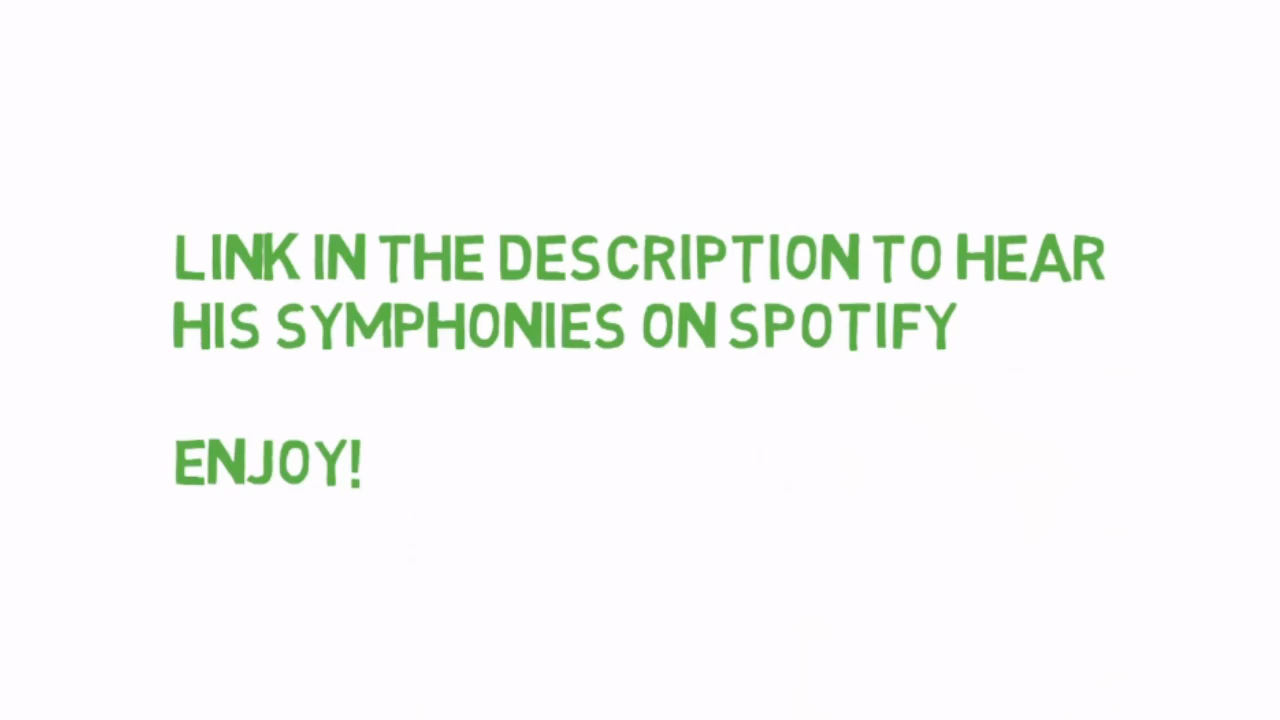 LINK IN THE DESCRIPTION TO HEAR
HIS SYMPHONIES ON SPOTIFY
ENJOY!